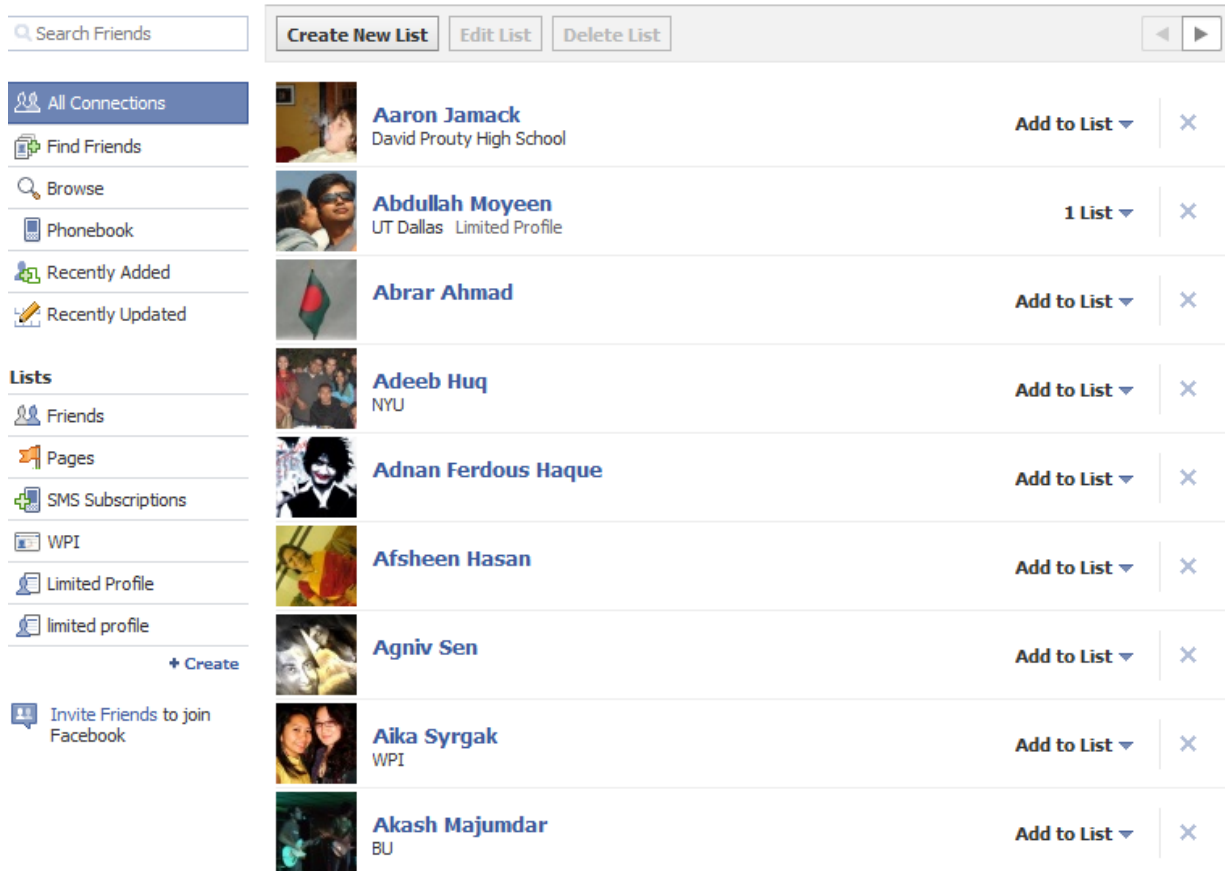 Search Friends
All Connections
Find Friends
Browse
Phonebook
Recently Added
Recently Updated
Lists
Friends
Pages
SMS Subscriptions
WPI
Limited Profile
limited profile
+ Create
Invite Friends to join
Facebook
Create New List Edit List Delete List
Aaron Jamack
David Prouty High School
Add to List
Abdullah Moyeen
UT Dallas Limited Profile
1 List
Abrar Ahmad
Add to List
Adeeb Huq
NYU
Add to List
Adnan Ferdous Haque
Add to List
Afsheen Hasan
Add to List
Agniv Sen
Add to List
Aika Syrgak
WPI
Add to List
Akash Majumdar
BU
Add to List